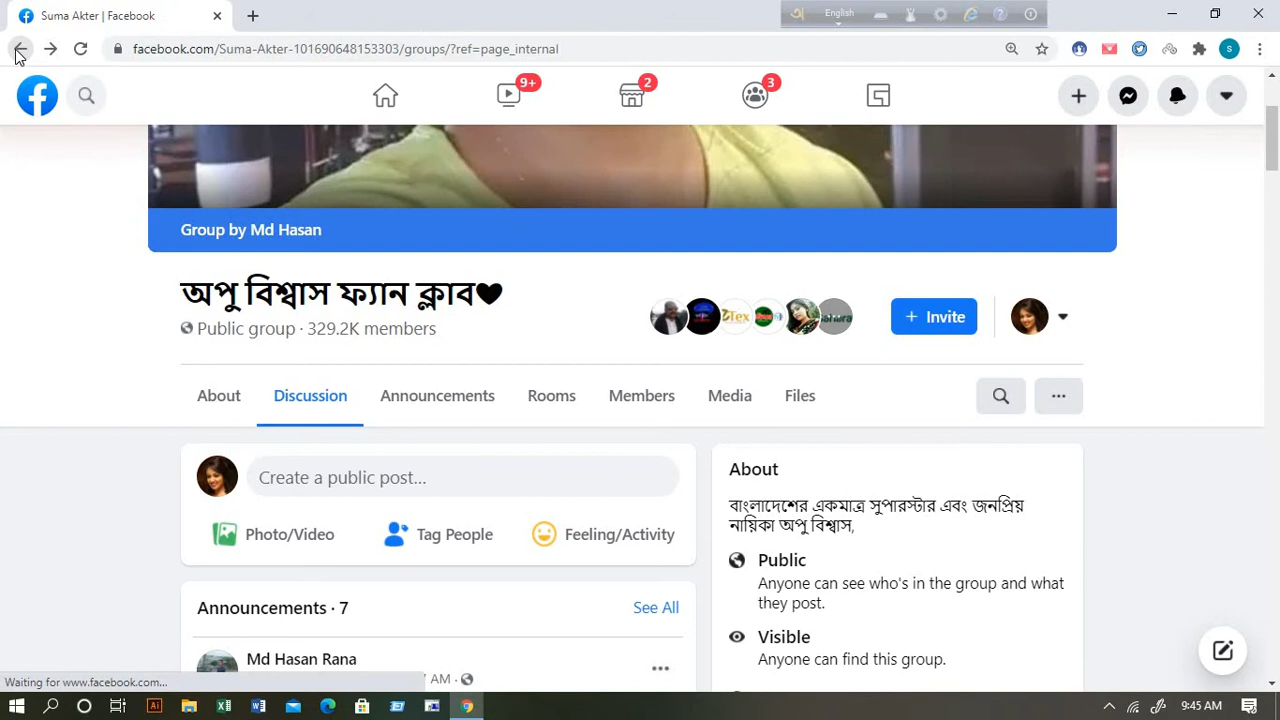 Suma Akter | Facebook
English
facebook.com/Suma-Akter-101690648153303/groups/?ref=page_internal
S
9+
2
3
Group by Md Hasan
অপু বিশ্বাস ফ্যান ক্লাব🖤
Public group · 329.2K members
+ Invite
About
Discussion
Announcements
Rooms
Members
Media
Files
Create a public post...
Photo/Video
Tag People
Feeling/Activity
Announcements · 7
See All
Md Hasan Rana
AM ·
About
বাংলাদেশের একমাত্র সুপারস্টার এবং জনপ্রিয়
নায়িকা অপু বিশ্বাস,
Public
Anyone can see who's in the group and what
they post.
Visible
Anyone can find this group.
Waiting for www.facebook.com...
9:45 AM